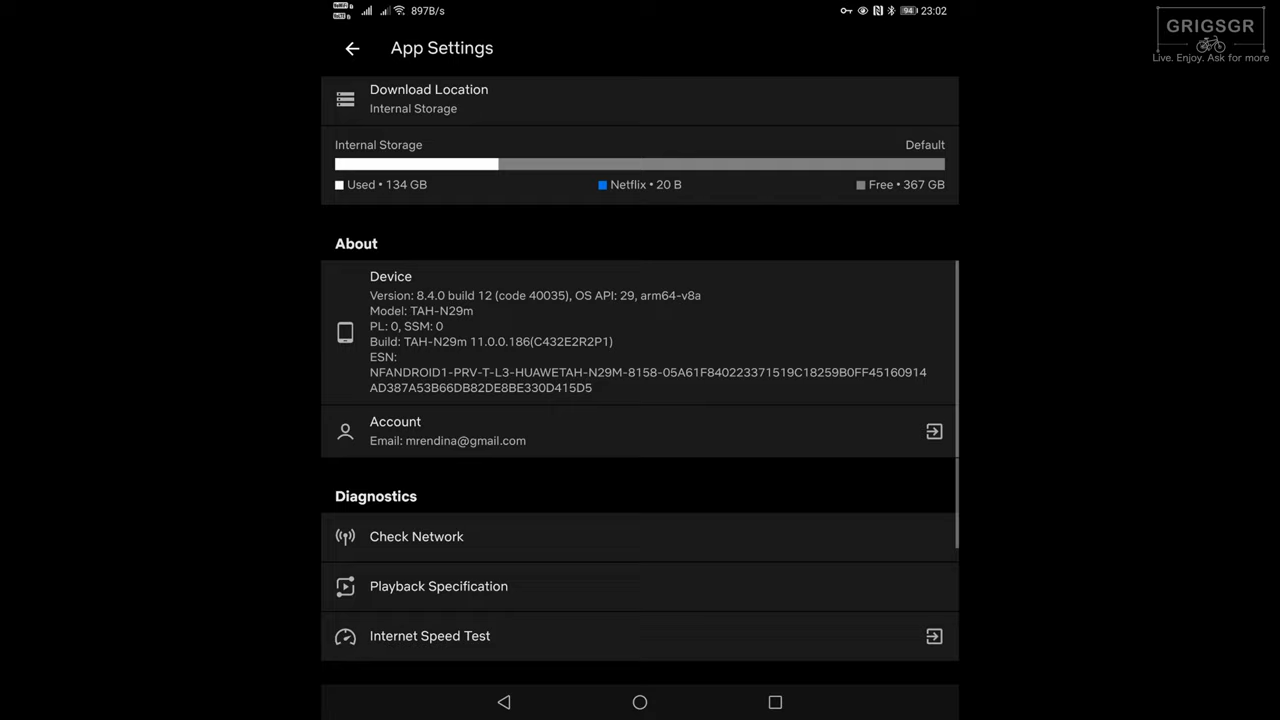 897B/s
94
23:02
GRIGSGR
Live. Enjoy. Ask for more
App Settings
Download Location
Internal Storage
Internal Storage
Default
Used • 134 GB
Netflix • 20 B
Free • 367 GB
About
Device
Version: 8.4.0 build 12 (code 40035), OS API: 29, arm64-v8a
Model: TAH-N29m
PL: 0, SSM: 0
Build: TAH-N29m 11.0.0.186(C432E2R2P1)
ESN:
NFANDROID1-PRV-T-L3-HUAWETAH-N29M-8158-05A61F840223371519C18259B0FF45160914
AD387A53B66DB82DE8BE330D415D5
Account
Email: mrendina@gmail.com
Diagnostics
Check Network
Playback Specification
Internet Speed Test